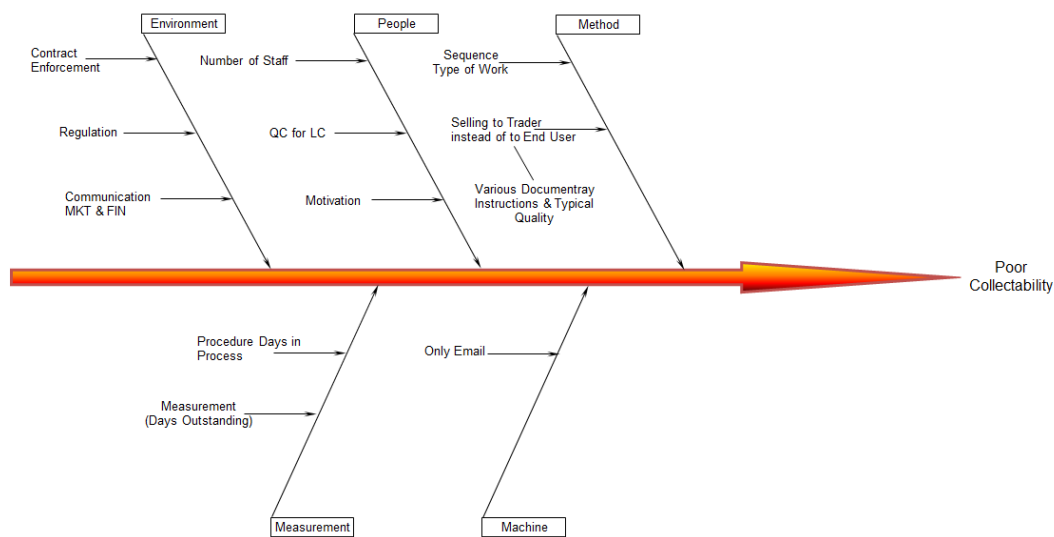 Environment
People
Method
Contract
Enforcement
Number of Staff
Sequence
Type of Work
Regulation
QC for LC
Selling to Trader
instead of to End User
Communication
MKT & FIN
Motivation
Various Documentray
Instructions & Typical
Quality
Poor
Collectability
Procedure Days in
Process
Only Email
Measurement
(Days Outstanding)
Measurement
Machine